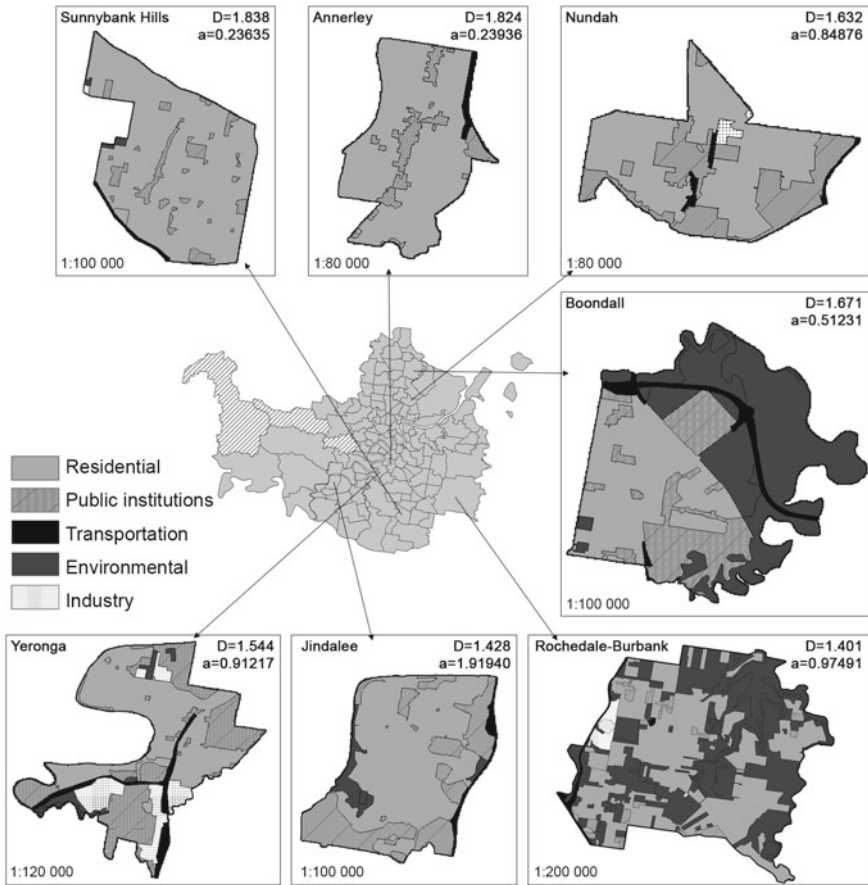 Sunnybank Hills
D=1.838
a=0.23635
1:100 000
Annerley
D=1.824
a=0.23936
1:80 000
Nundah
D=1.632
a=0.84876
1:80 000
Boondall
D=1.671
a=0.51231
1:100 000
Residential
Public institutions
Transportation
Environmental
Industry
Yeronga
D=1.544
a=0.91217
1:120 000
Jindalee
D=1.428
a=1.91940
1:100 000
Rochedale-Burbank
D=1.401
a=0.97491
1:200 000